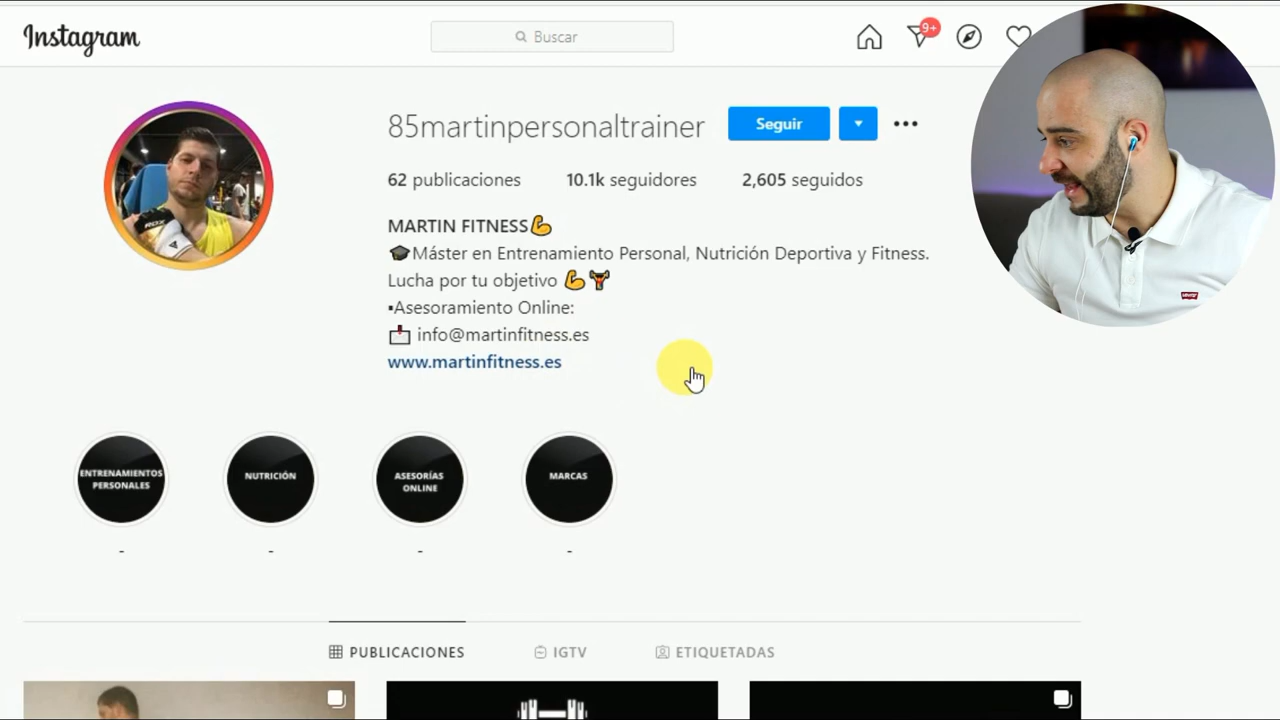 Instagram
Buscar
9+
85martinpersonaltrainer
Seguir
62 publicaciones 10.1k seguidores 2,605 seguidos
MARTIN FITNESS💪
🎓Máster en Entrenamiento Personal, Nutrición Deportiva y Fitness.
Lucha por tu objetivo 💪🏋
▪Asesoramiento Online:
📩 info@martinfitness.es
www.martinfitness.es
RDX
ENTRENAMIENTOS
PERSONALES
NUTRICIÓN
ASESORÍAS
ONLINE
MARCAS
- - - -
PUBLICACIONES IGTV ETIQUETADAS
Levi's